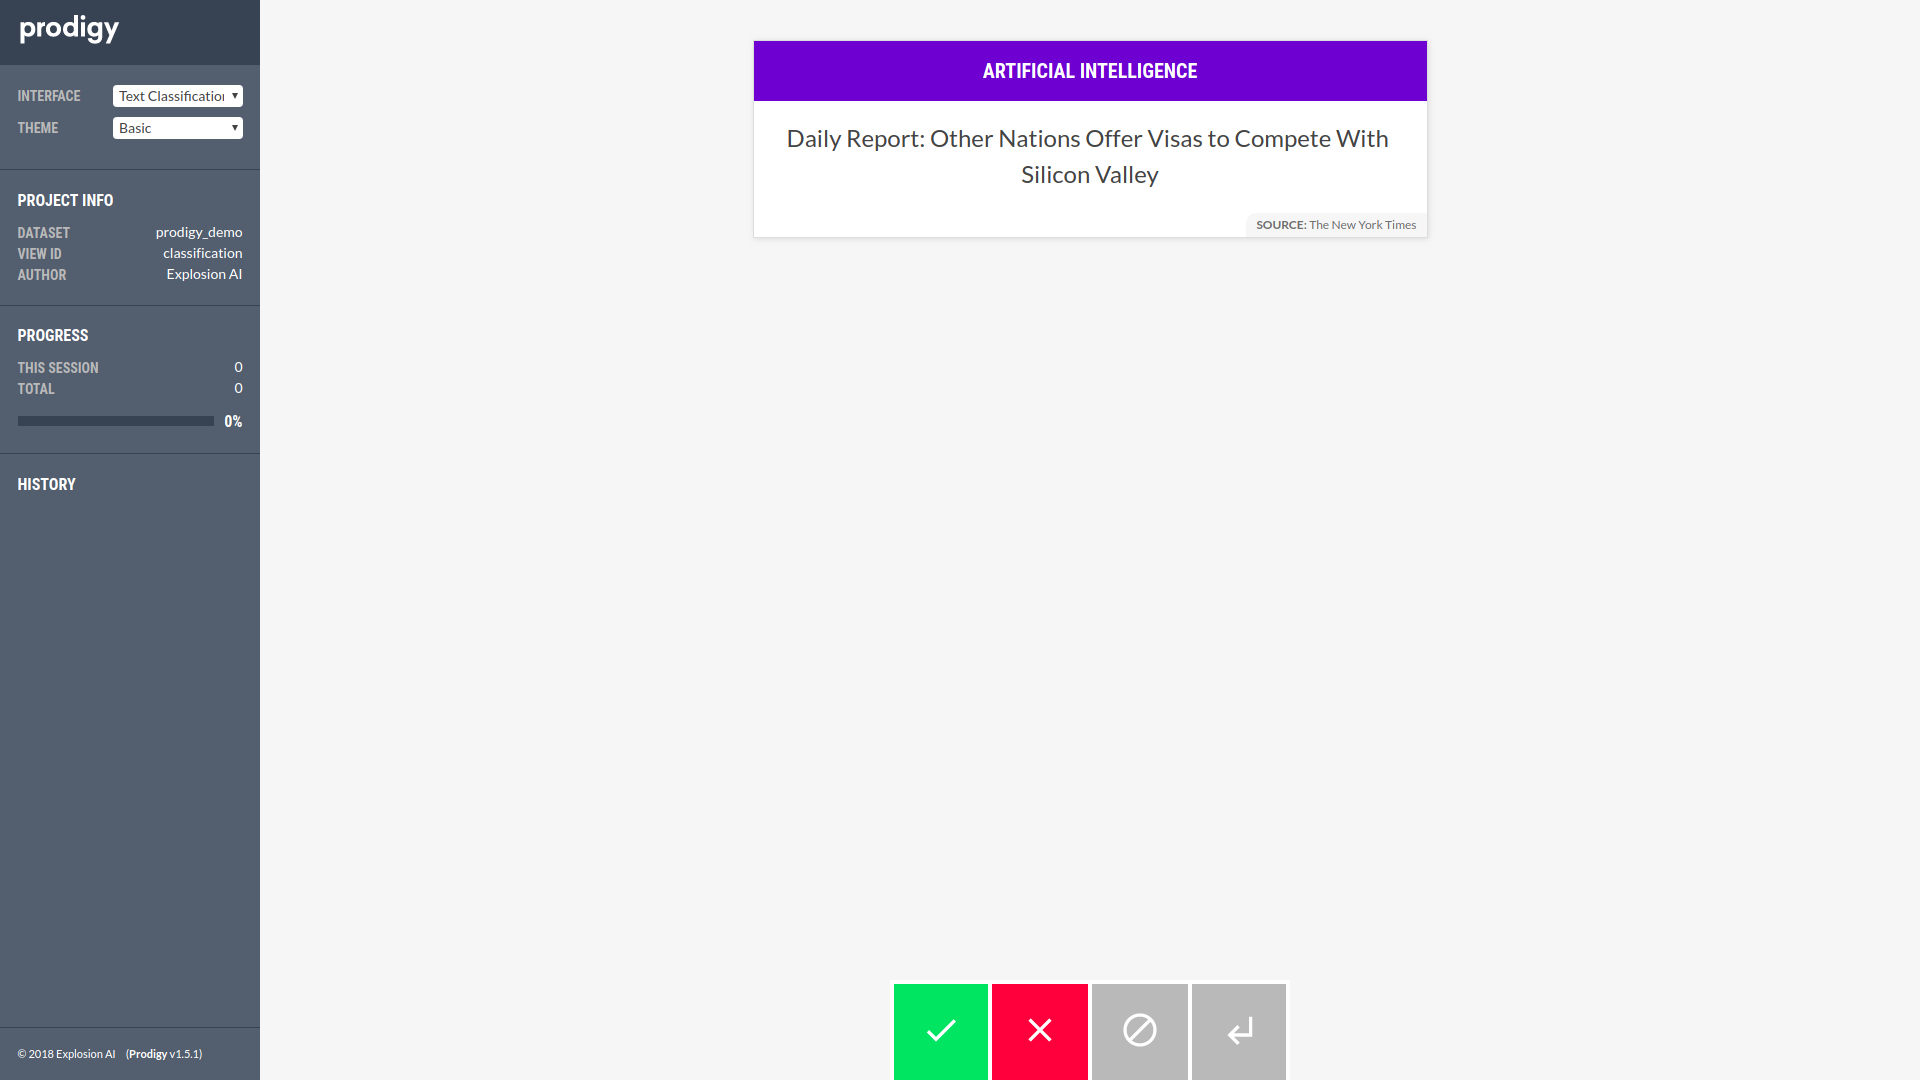 prodigy
INTERFACE Text Classification
THEME Basic
PROJECT INFO
DATASET prodigy_demo
VIEW ID classification
AUTHOR Explosion AI
PROGRESS
THIS SESSION 0
TOTAL 0
0%
HISTORY
© 2018 Explosion AI (Prodigy v1.5.1)
ARTIFICIAL INTELLIGENCE
Daily Report: Other Nations Offer Visas to Compete With
Silicon Valley
SOURCE: The New York Times